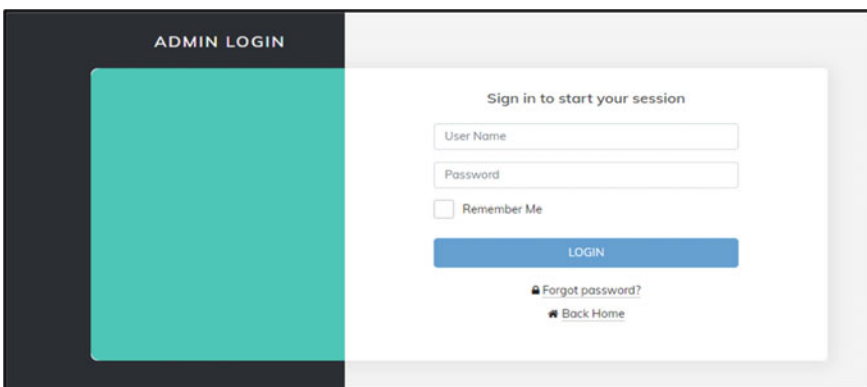 ADMIN LOGIN
Sign in to start your session
User Name
Password
Remember Me
LOGIN
Forgot password?
Back Home